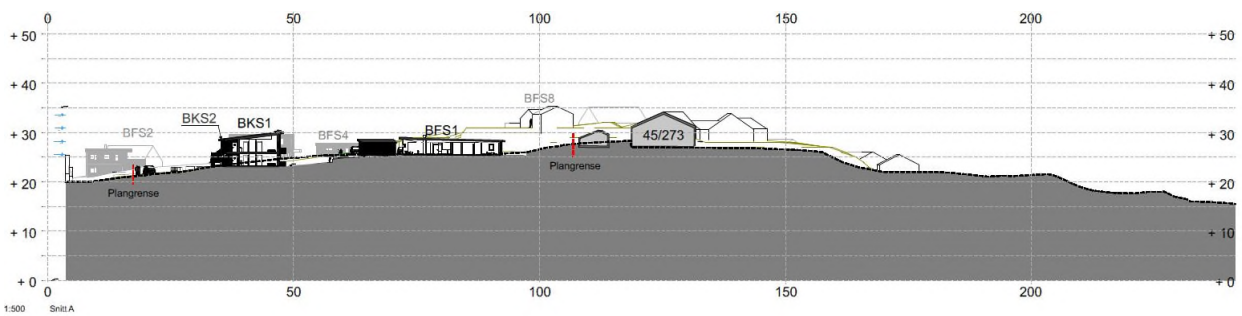 0 50 100 150 200
+ 50 + 50
+ 40 + 40
BFS8
BKS2 BKS1
+ 30 BFS2 BFS4 BFS1 45/273 + 30
Plangrense
+ 20 Plangrense + 20
+ 10 + 10
+ 0 + 0
0 50 100 150 200
1:500 Snitt A